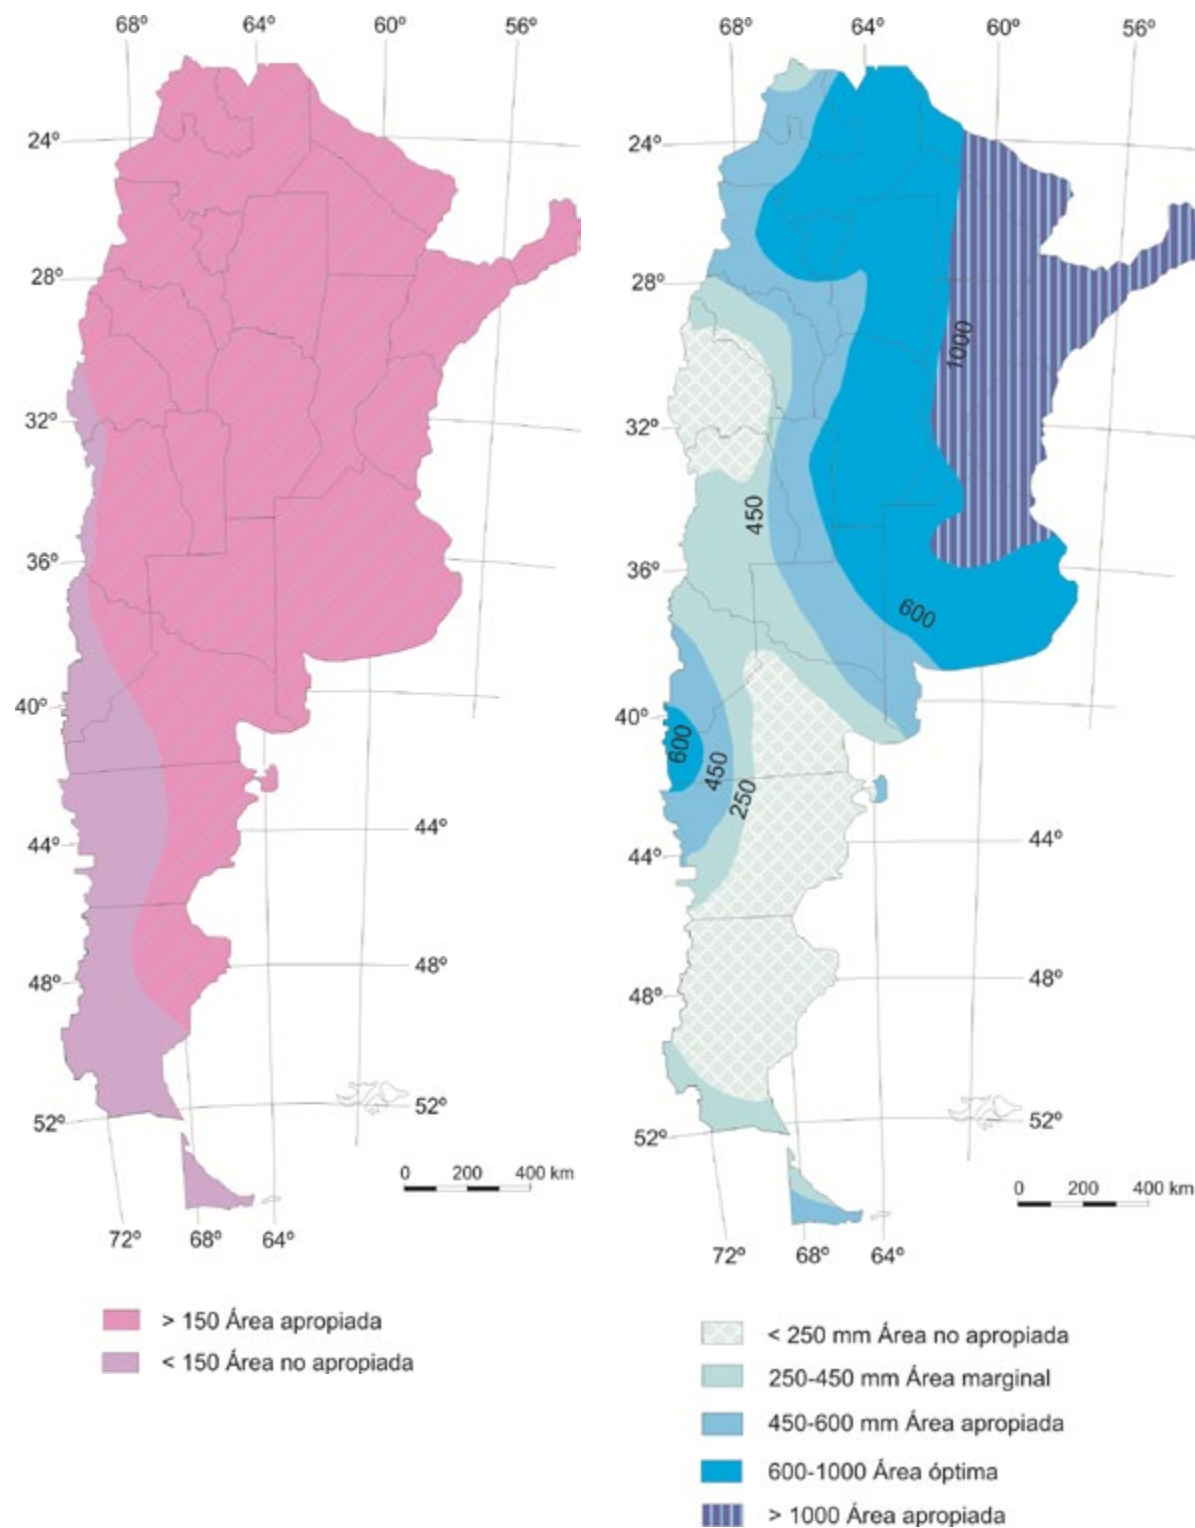 68º 64º 60º 56º
24º
28º
32º
36º
40º
44º 44º
48º 48º
52º 52º
0 200 400 km
72º 68º 64º
> 150 Área apropiada
< 150 Área no apropiada
68º 64º 60º 56º
24º
28º
1000
32º
450
36º
600
40º
600
450
250
44º 44º
48º 48º
52º 52º
0 200 400 km
72º 68º 64º
< 250 mm Área no apropiada
250-450 mm Área marginal
450-600 mm Área apropiada
600-1000 Área óptima
> 1000 Área apropiada